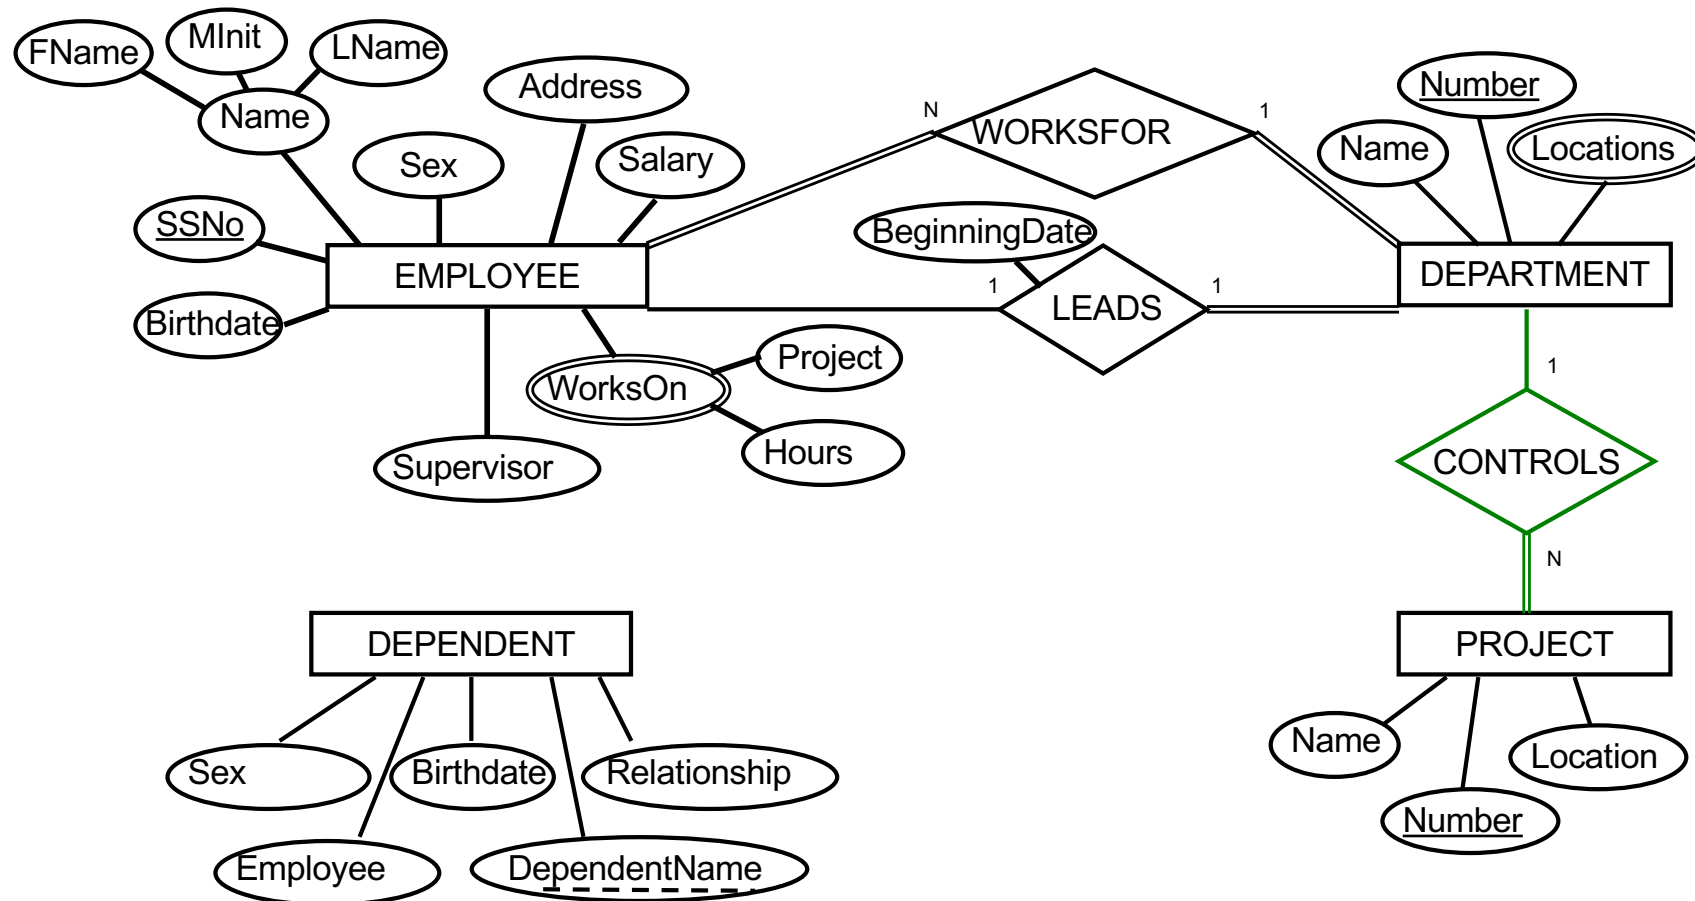 FName
MInit
LName
Name
Address
Sex
Salary
SSNo
Birthdate
EMPLOYEE
Supervisor
WorksOn
Project
Hours
N
WORKSFOR
1
BeginningDate
1
LEADS
1
Number
Name
Locations
DEPARTMENT
1
CONTROLS
N
PROJECT
Name
Number
Location
DEPENDENT
Sex
Birthdate
Relationship
Employee
DependentName